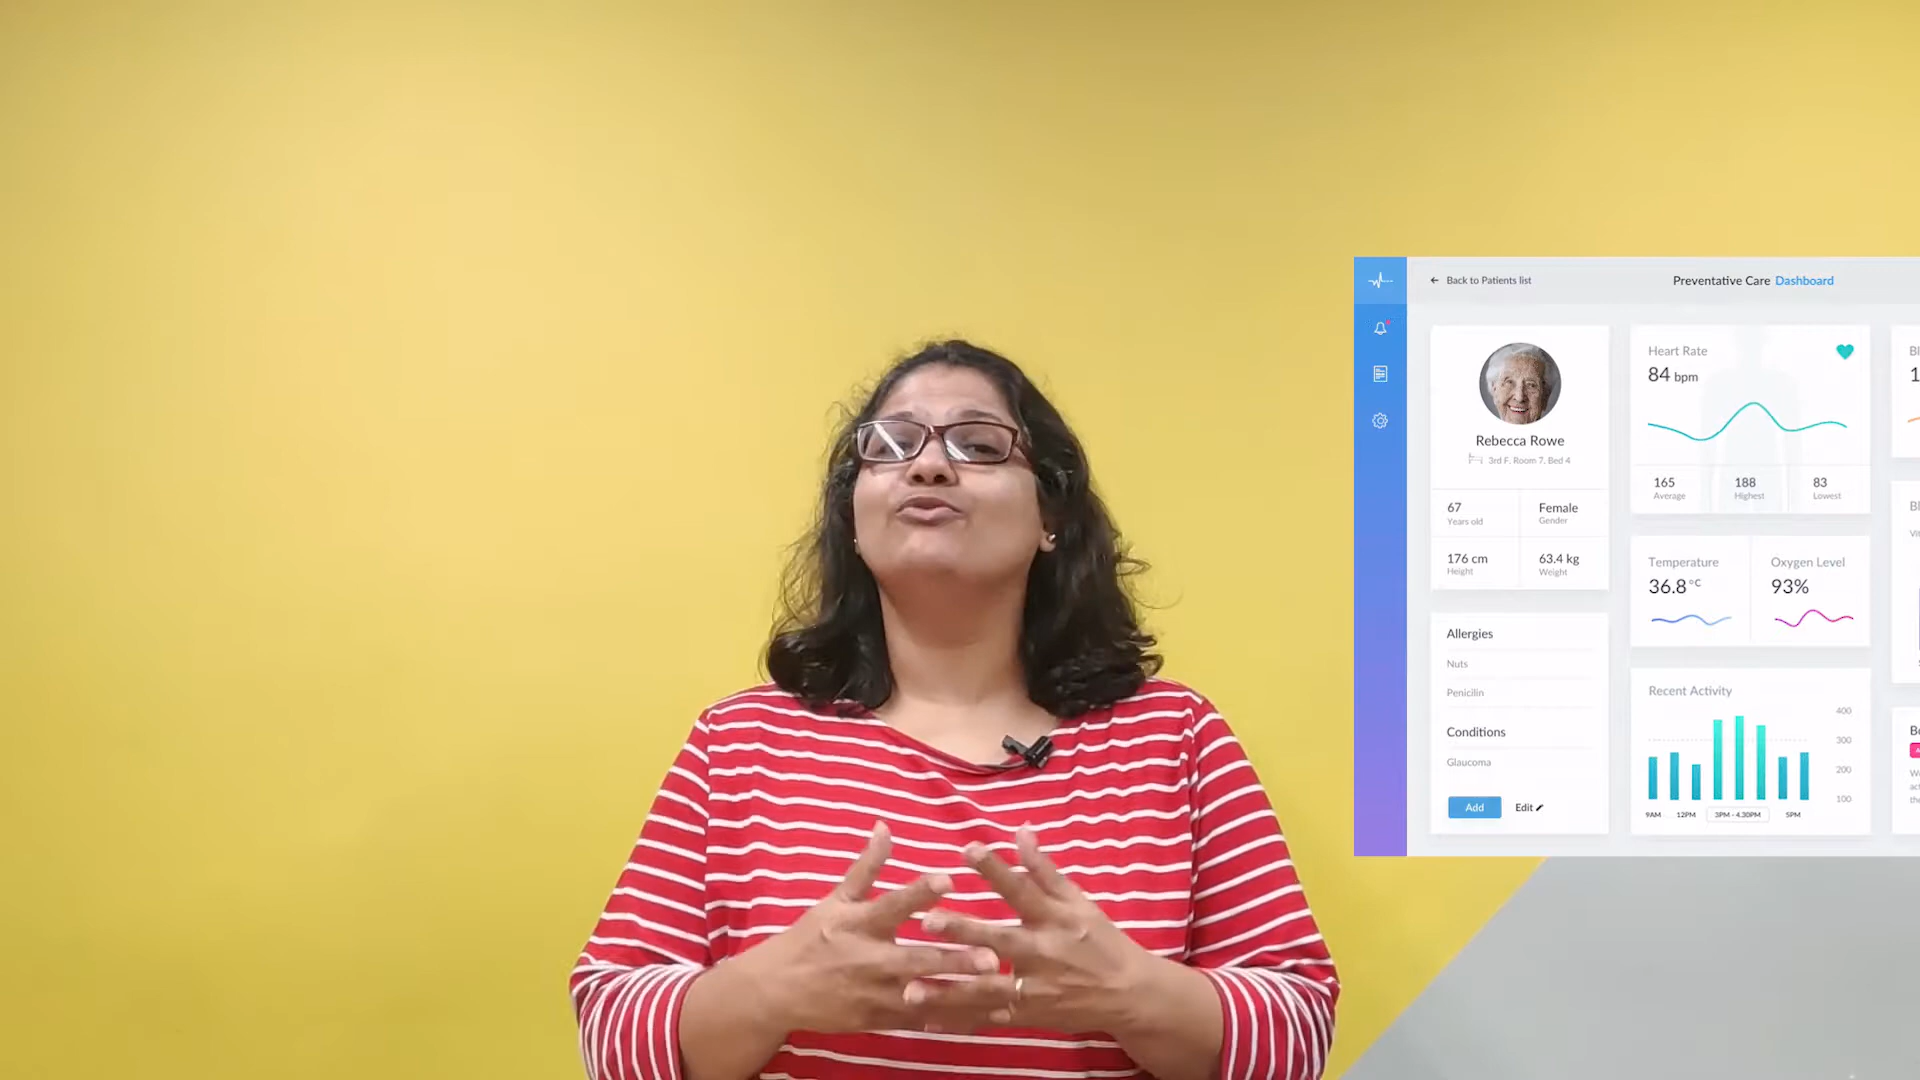 Back to Patients list
Preventative Care Dashboard
Rebecca Rowe
3rd F. Room 7. Bed 4
67
Years old
Female
Gender
176 cm
Height
63.4 kg
Weight
Allergies
Nuts
Penicilin
Conditions
Glaucoma
Add
Edit
Heart Rate
84 bpm
165
Average
188
Highest
83
Lowest
Temperature
36.8°C
Oxygen Level
93%
Recent Activity
400
300
200
100
9AM
12PM
3PM - 4.30PM
5PM